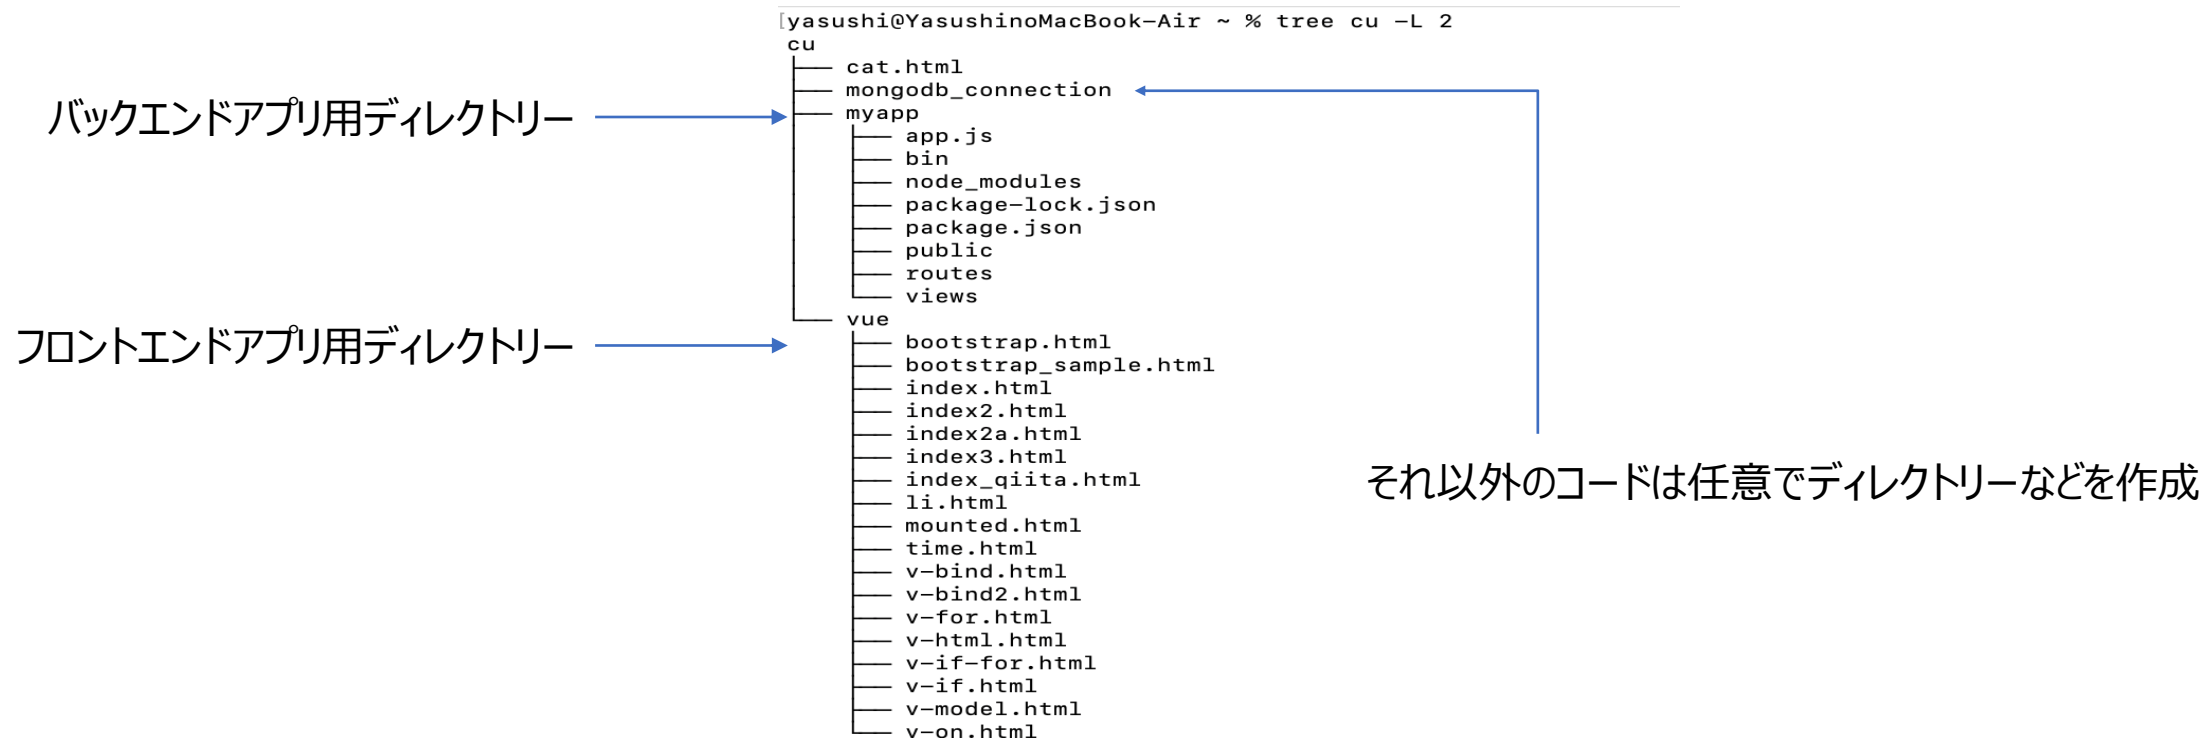 [yasushi@YasushinoMacBook-Air ~ % tree cu -L 2
cu
├── cat.html
├── mongodb_connection
├── myapp
│   ├── app.js
│   ├── bin
│   ├── node_modules
│   ├── package-lock.json
│   ├── package.json
│   ├── public
│   ├── routes
│   └── views
└── vue
    ├── bootstrap.html
    ├── bootstrap_sample.html
    ├── index.html
    ├── index2.html
    ├── index2a.html
    ├── index3.html
    ├── index_qiita.html
    ├── li.html
    ├── mounted.html
    ├── time.html
    ├── v-bind.html
    ├── v-bind2.html
    ├── v-for.html
    ├── v-html.html
    ├── v-if-for.html
    ├── v-if.html
    ├── v-model.html
    └── v-on.html
バックエンドアプリ用ディレクトリー
フロントエンドアプリ用ディレクトリー
それ以外のコードは任意でディレクトリーなどを作成